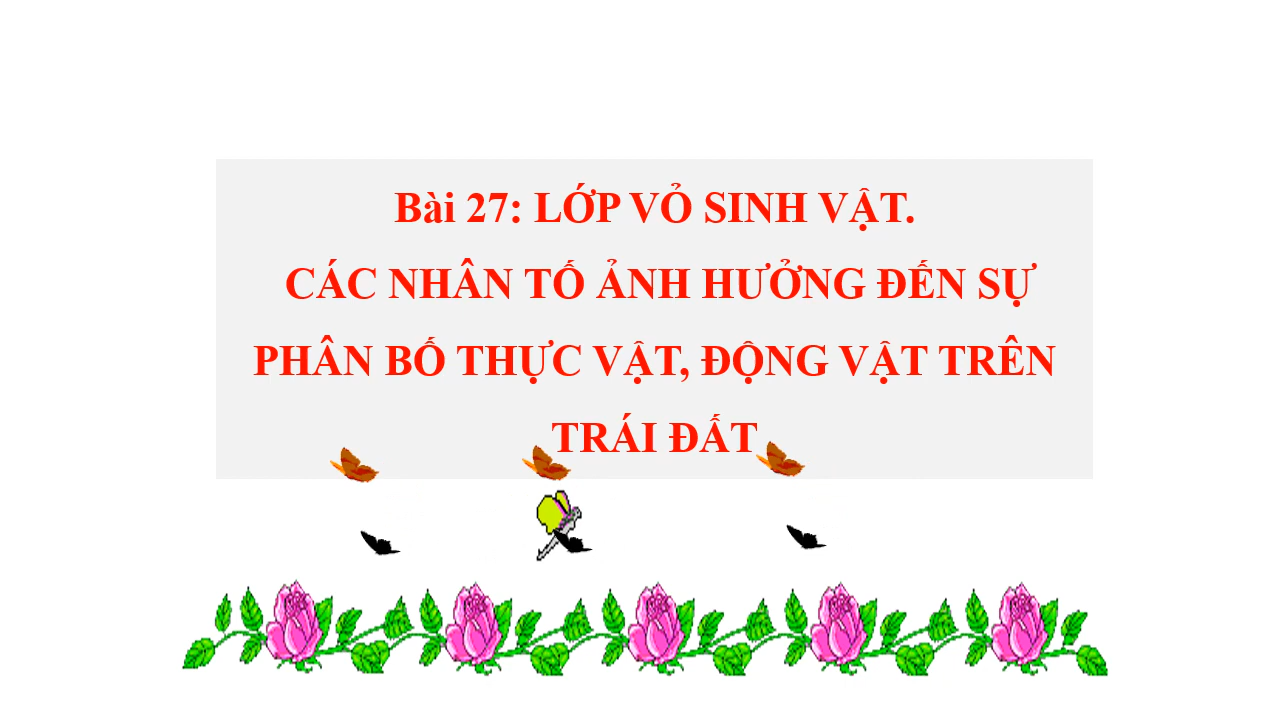 Bài 27: LỚP VỎ SINH VẬT.
CÁC NHÂN TỐ ẢNH HƯỞNG ĐẾN SỰ
PHÂN BỐ THỰC VẬT, ĐỘNG VẬT TRÊN
TRÁI ĐẤT